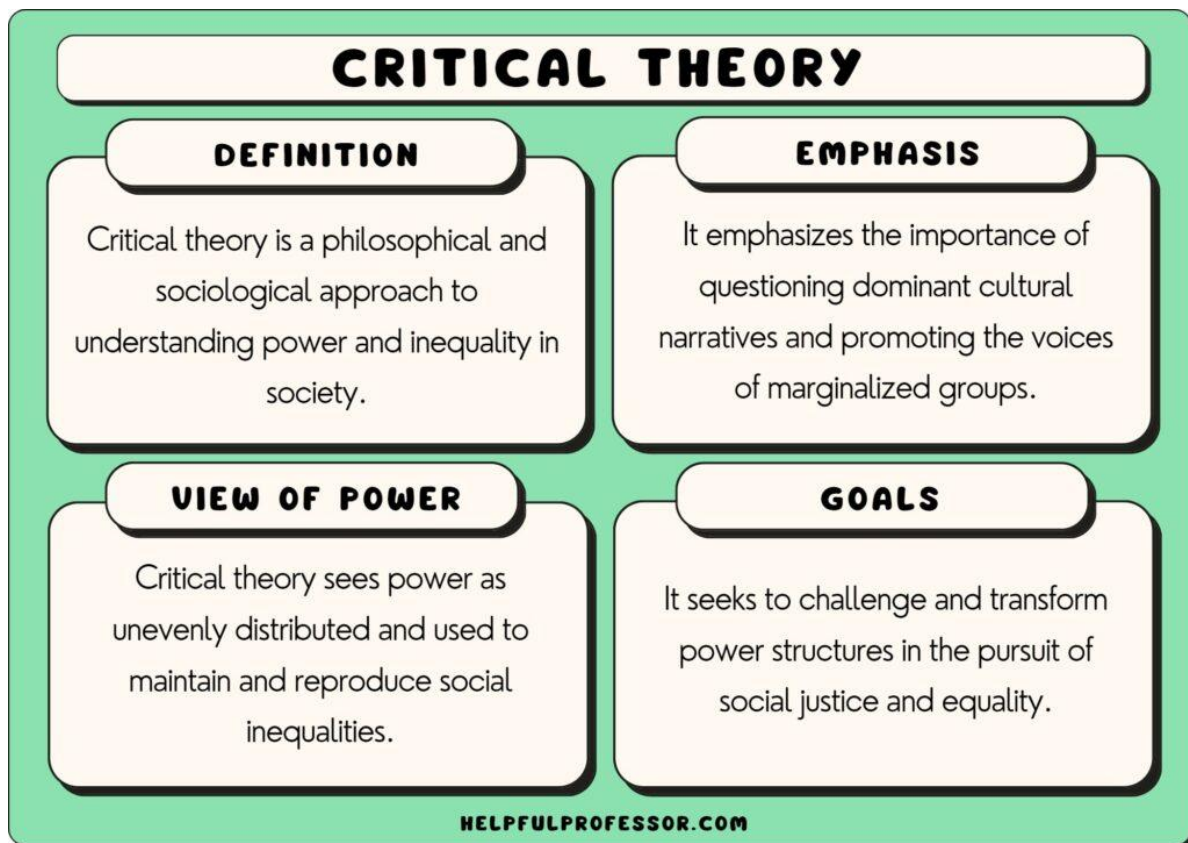 CRITICAL THEORY
DEFINITION
Critical theory is a philosophical and
sociological approach to
understanding power and inequality in
society.
EMPHASIS
It emphasizes the importance of
questioning dominant cultural
narratives and promoting the voices
of marginalized groups.
VIEW OF POWER
Critical theory sees power as
unevenly distributed and used to
maintain and reproduce social
inequalities.
GOALS
It seeks to challenge and transform
power structures in the pursuit of
social justice and equality.
HELPFULPROFESSOR.COM